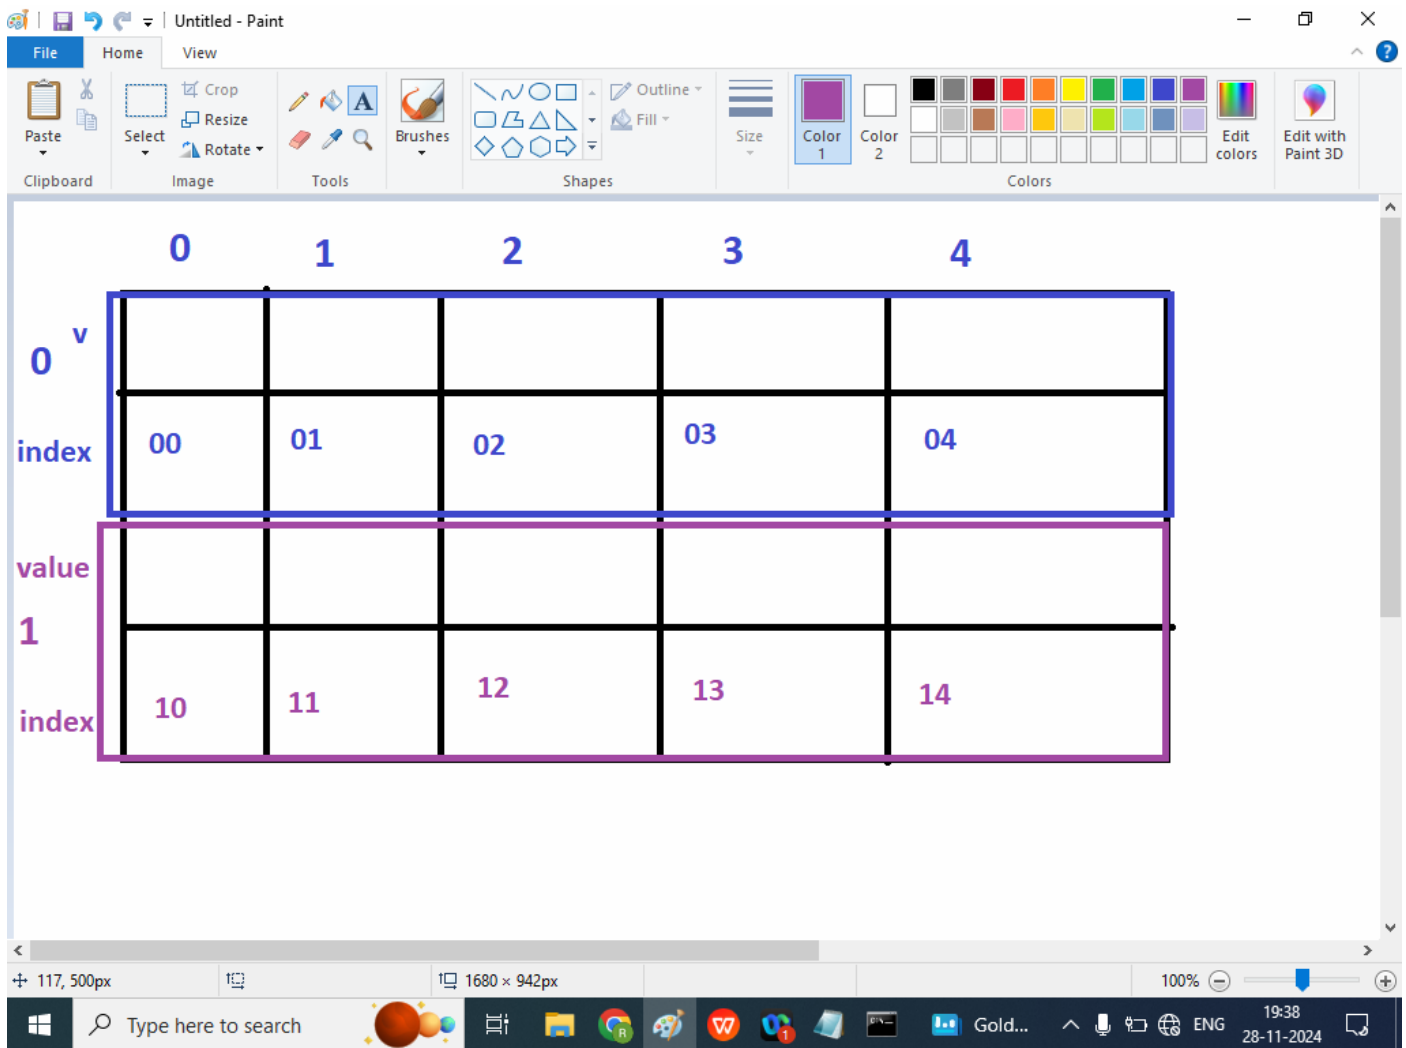 Untitled - Paint
File Home View
Paste
Clipboard
Select
Crop
Resize
Rotate
Image
Tools
Brushes
Shapes
Outline
Fill
Size
Color 1
Color 2
Edit colors
Colors
Edit with Paint 3D
0 1 2 3 4
v
0
index 00 01 02 03 04
value
1
index 10 11 12 13 14
117, 500px
1680 × 942px
100%
Type here to search
Gold...
ENG
19:38
28-11-2024